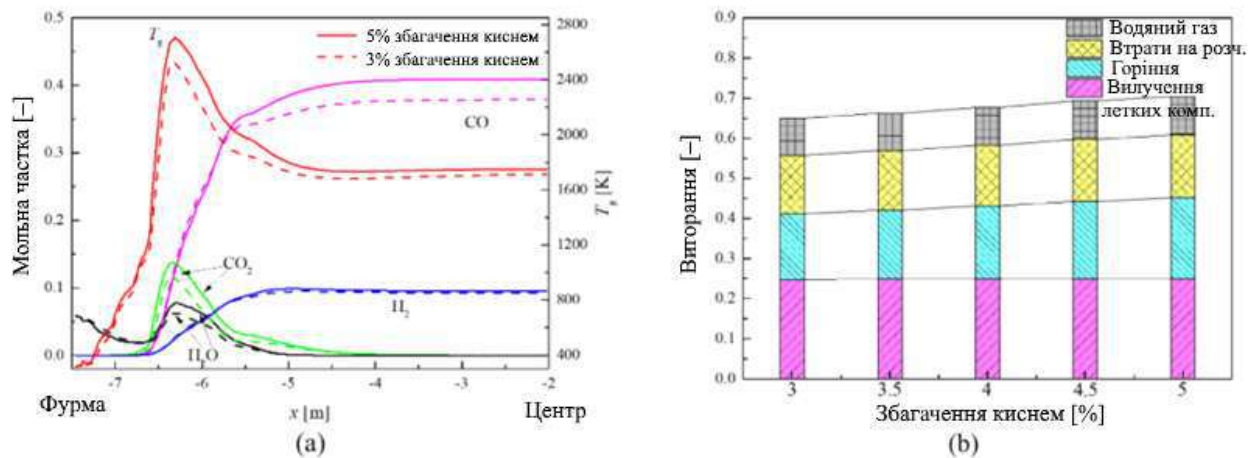 Мольна частка [–]
0.5
0.4
0.3
0.2
0.1
0.0
T_g
5% збагачення киснем
3% збагачення киснем
CO
CO₂
H₂
H₂O
2800
2400
2000
1600
1200
800
400
T_g [K]
-7
-6
-5
-4
-3
-2
Фурма
x [m]
Центр
(a)
Водяний газ
Втрати на розч.
Горіння
Вилучення
летких комп.
Вигорання [–]
0.9
0.8
0.7
0.6
0.5
0.4
0.3
0.2
0.1
0.0
3
3.5
4
4.5
5
Збагачення киснем [%]
(b)